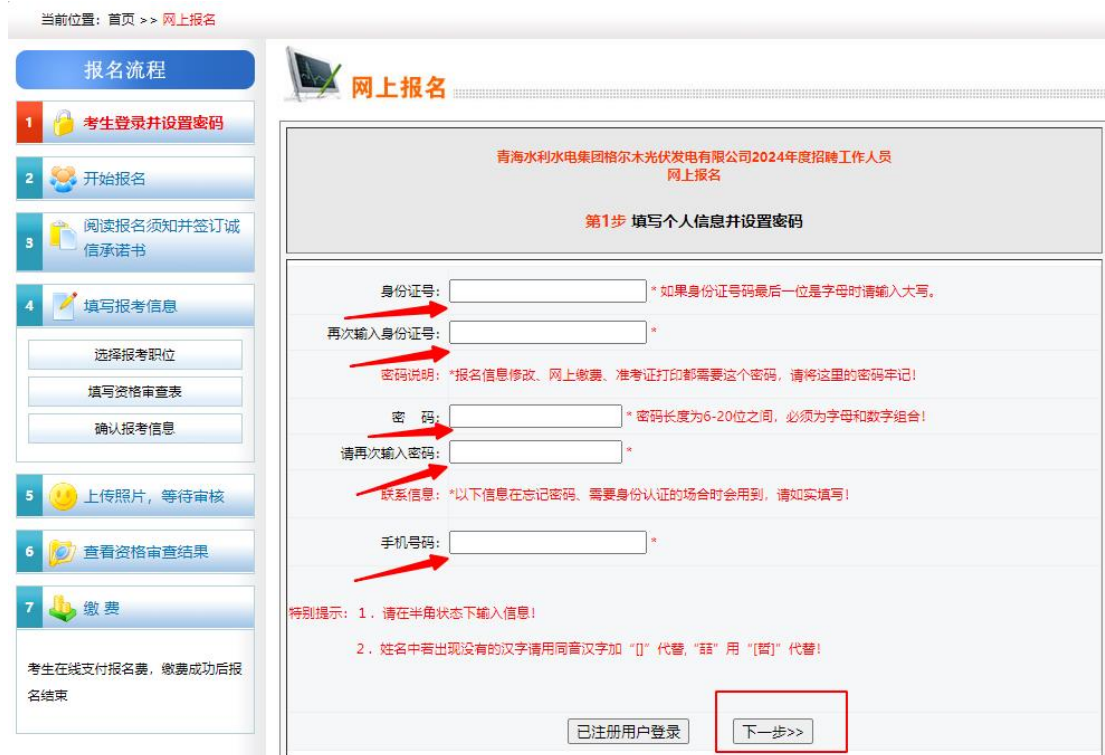 当前位置：首页 >> 网上报名
报名流程
1 考生登录并设置密码
2 开始报名
3 阅读报名须知并签订诚
信承诺书
4 填写报考信息
选择报考职位
填写资格审查表
确认报考信息
5 上传照片，等待审核
6 查看资格审查结果
7 缴 费
考生在线支付报名费，缴费成功后报
名结束
网上报名
青海水利水电集团格尔木光伏发电有限公司2024年度招聘工作人员
网上报名
第1步 填写个人信息并设置密码
身份证号： * 如果身份证号码最后一位是字母时请输入大写。
再次输入身份证号： *
密码说明： *报名信息修改、网上缴费、准考证打印都需要这个密码，请将这里的密码牢记!
密 码： * 密码长度为6-20位之间，必须为字母和数字组合!
请再次输入密码： *
联系信息： *以下信息在忘记密码、需要身份认证的场合时会用到，请如实填写!
手机号码： *
特别提示： 1．请在半角状态下输入信息!
2．姓名中若出现没有的汉字请用同音汉字加“[]”代替，“喆”用“[哲]”代替!
已注册用户登录 下一步>>